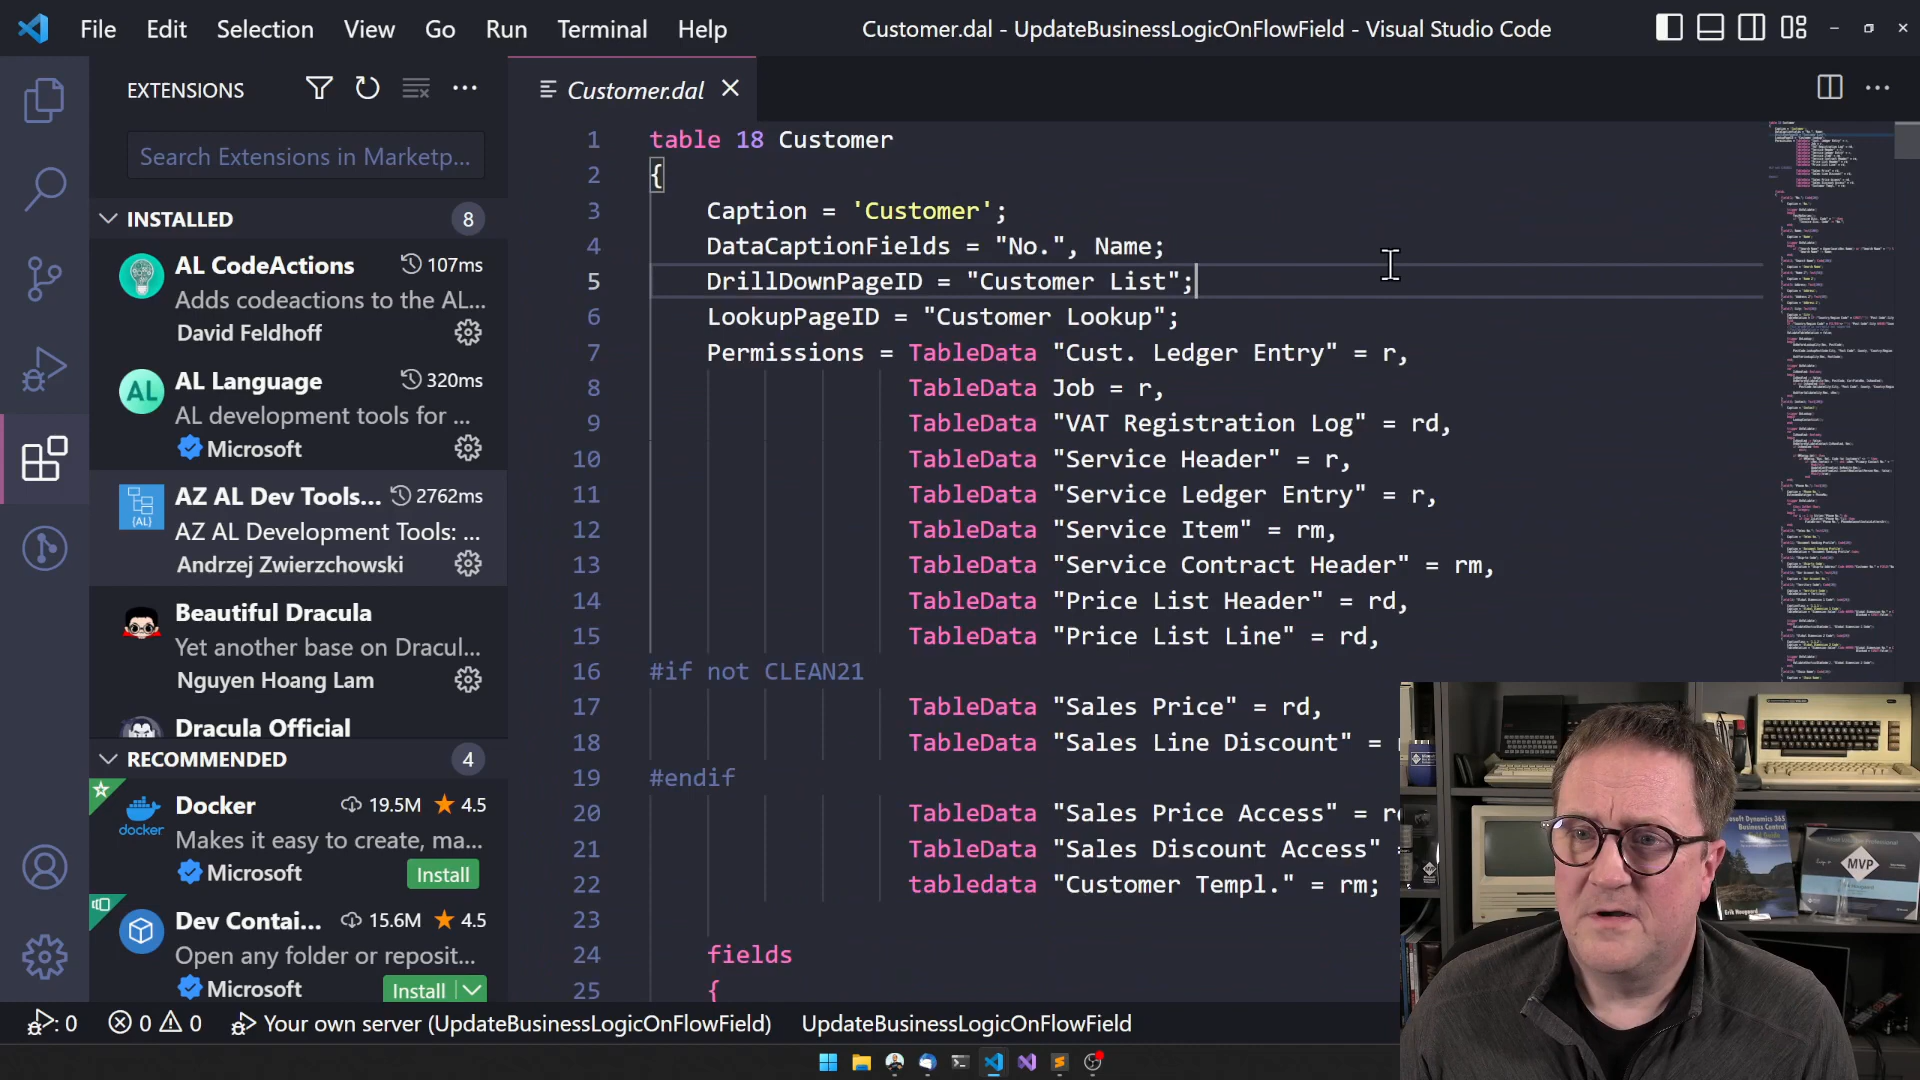 File Edit Selection View Go Run Terminal Help
Customer.dal - UpdateBusinessLogicOnFlowField - Visual Studio Code
EXTENSIONS
Search Extensions in Marketp...
INSTALLED 8
AL CodeActions 107ms
Adds codeactions to the AL...
David Feldhoff
AL Language 320ms
AL development tools for ...
Microsoft
AZ AL Dev Tools... 2762ms
AZ AL Development Tools: ...
Andrzej Zwierzchowski
Beautiful Dracula
Yet another base on Dracul...
Nguyen Hoang Lam
Dracula Official
RECOMMENDED 4
Docker 19.5M 4.5
Makes it easy to create, ma...
Microsoft Install
Dev Contai... 15.6M 4.5
Open any folder or reposit...
Microsoft Install
Customer.dal
1 table 18 Customer
2 {
3 Caption = 'Customer';
4 DataCaptionFields = "No.", Name;
5 DrillDownPageID = "Customer List";
6 LookupPageID = "Customer Lookup";
7 Permissions = TableData "Cust. Ledger Entry" = r,
8 TableData Job = r,
9 TableData "VAT Registration Log" = rd,
10 TableData "Service Header" = r,
11 TableData "Service Ledger Entry" = r,
12 TableData "Service Item" = rm,
13 TableData "Service Contract Header" = rm,
14 TableData "Price List Header" = rd,
15 TableData "Price List Line" = rd,
16 #if not CLEAN21
17 TableData "Sales Price" = rd,
18 TableData "Sales Line Discount" =
19 #endif
20 TableData "Sales Price Access" =
21 TableData "Sales Discount Access" =
22 tabledata "Customer Templ." = rm;
23
24 fields
25 {
Dynamics 365
Business Central
Erik Hougaard
MVP
0 0 0 Your own server (UpdateBusinessLogicOnFlowField) UpdateBusinessLogicOnFlowField